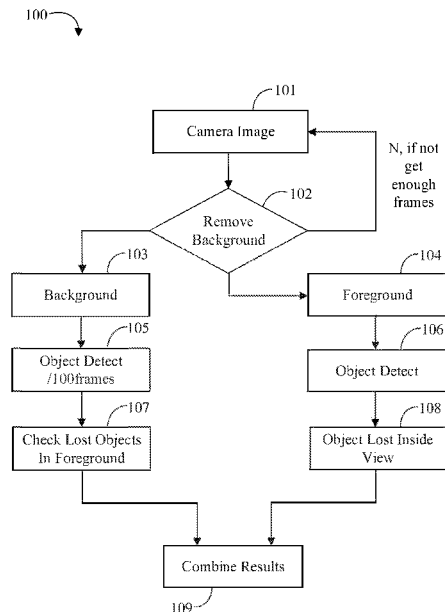 100
101
Camera Image
N, if not
get
enough
frames
102
Remove
Background
103
Background
104
Foreground
105
Object Detect
/100frames
106
Object Detect
107
Check Lost Objects
In Foreground
108
Object Lost Inside
View
Combine Results
109